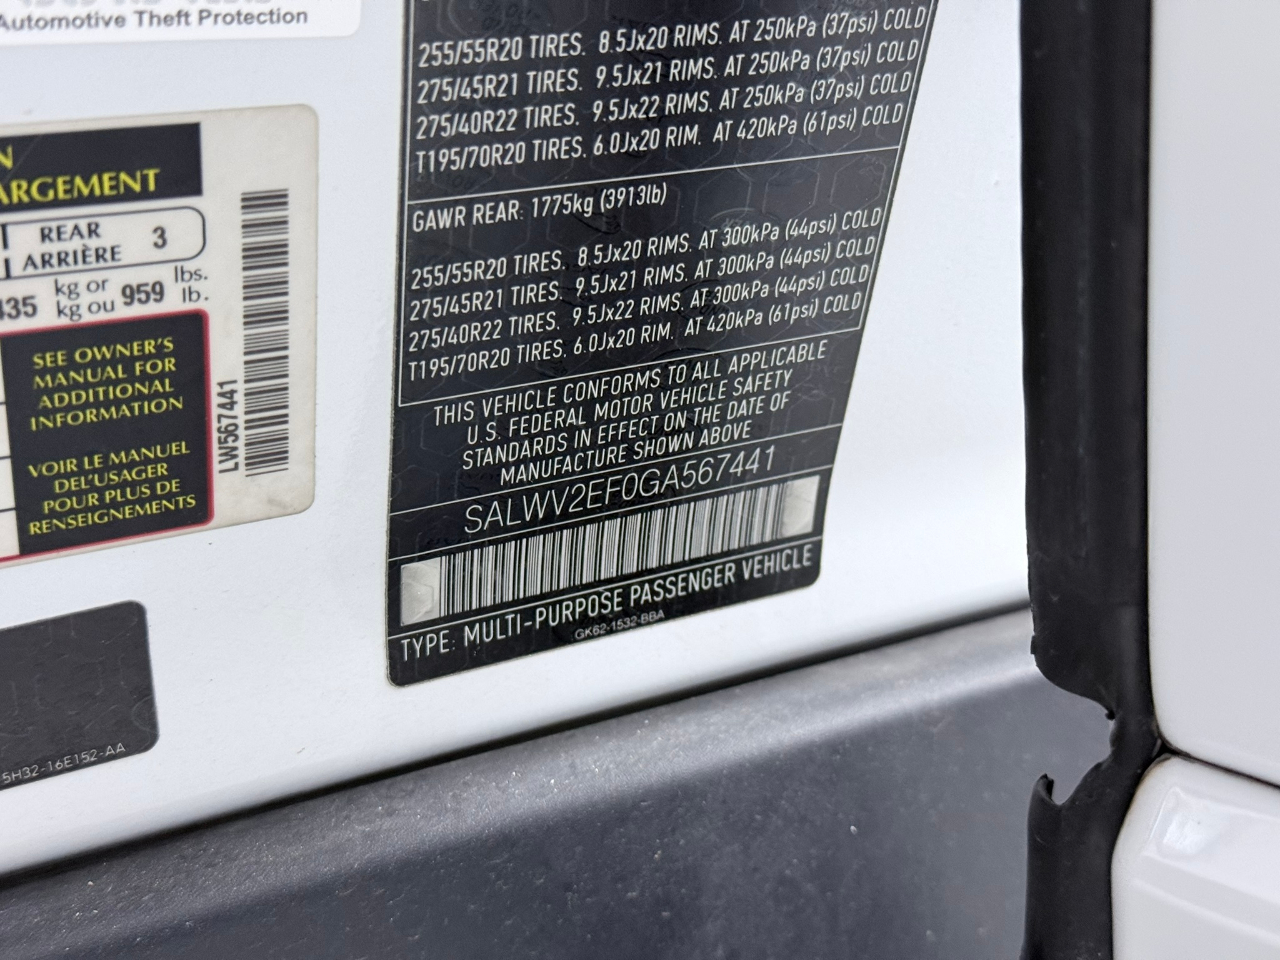 Automotive Theft Protection
N
ARGEMENT
REAR
ARRIÈRE
3
435 kg or 959 lbs.
kg ou lb.
SEE OWNER'S
MANUAL FOR
ADDITIONAL
INFORMATION
VOIR LE MANUEL
DEL'USAGER
POUR PLUS DE
RENSEIGNEMENTS
LW567441
5H32-16E152-AA
255/55R20 TIRES. 8.5Jx20 RIMS. AT 250kPa (37psi) COLD
275/45R21 TIRES. 9.5Jx21 RIMS. AT 250kPa (37psi) COLD
275/40R22 TIRES. 9.5Jx22 RIMS. AT 250kPa (37psi) COLD
T195/70R20 TIRES. 6.0Jx20 RIM. AT 420kPa (61psi) COLD
GAWR REAR: 1775kg (3913lb)
255/55R20 TIRES. 8.5Jx20 RIMS. AT 300kPa (44psi) COLD
275/45R21 TIRES. 9.5Jx21 RIMS. AT 300kPa (44psi) COLD
275/40R22 TIRES. 9.5Jx22 RIMS. AT 300kPa (44psi) COLD
T195/70R20 TIRES. 6.0Jx20 RIM. AT 420kPa (61psi) COLD
THIS VEHICLE CONFORMS TO ALL APPLICABLE
U.S. FEDERAL MOTOR VEHICLE SAFETY
STANDARDS IN EFFECT ON THE DATE OF
MANUFACTURE SHOWN ABOVE
SALWV2EF0GA567441
TYPE: MULTI-PURPOSE PASSENGER VEHICLE
GK62-1532-BBA